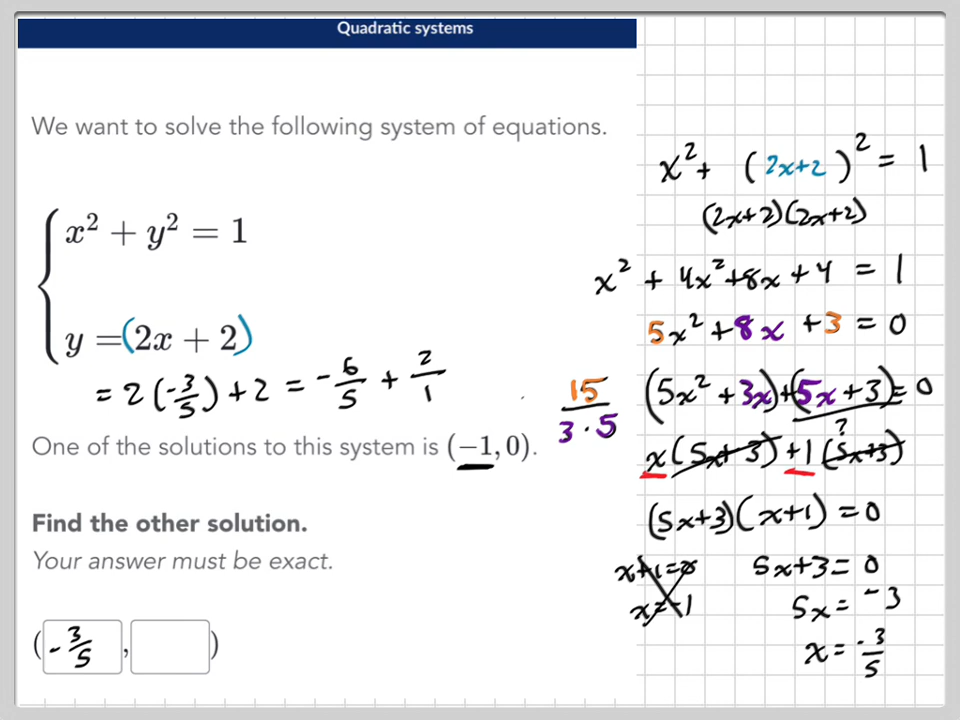 Quadratic systems
We want to solve the following system of equations.
x² + y² = 1
y = (2x + 2)
= 2(-3/5) + 2 = -6/5 + 2/1
One of the solutions to this system is (−1, 0).
Find the other solution.
Your answer must be exact.
(-3/5, )
x² + (2x+2)² = 1
(2x+2)(2x+2)
x² + 4x² + 8x + 4 = 1
5x² + 8x + 3 = 0
15
3 · 5
(5x² + 3x) + (5x + 3) = 0
?
x(5x+3) + 1(5x+3)
(5x+3)(x+1) = 0
x+1=0
x=-1
5x+3 = 0
5x = -3
x = -3/5